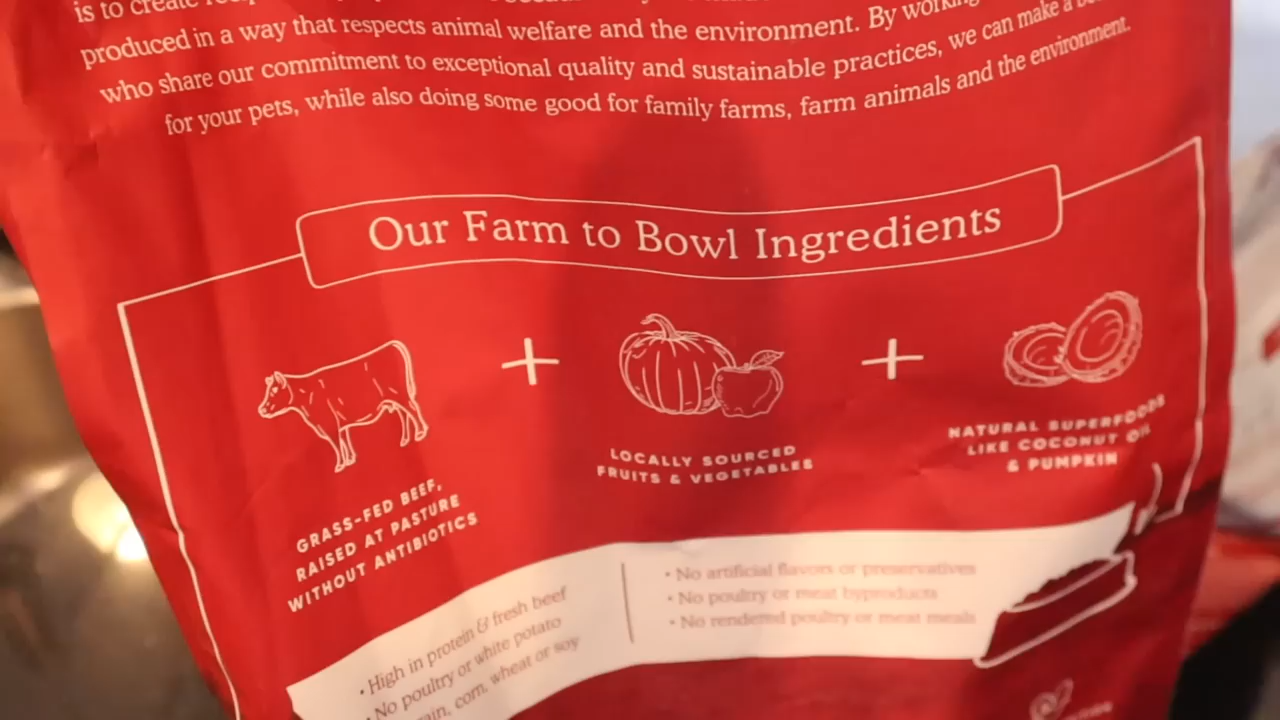 is to create
produced in a way that respects animal welfare and the environment. By working
who share our commitment to exceptional quality and sustainable practices, we can make a
for your pets, while also doing some good for family farms, farm animals and the environment.
Our Farm to Bowl Ingredients
GRASS-FED BEEF,
RAISED AT PASTURE
WITHOUT ANTIBIOTICS
LOCALLY SOURCED
FRUITS & VEGETABLES
NATURAL SUPERFOODS
LIKE COCONUT OIL
& PUMPKIN
• High in protein & fresh beef
• No poultry or white potato
corn, wheat or soy
• No artificial flavors or preservatives
• No poultry or meat byproducts
• No rendered poultry or meat meals